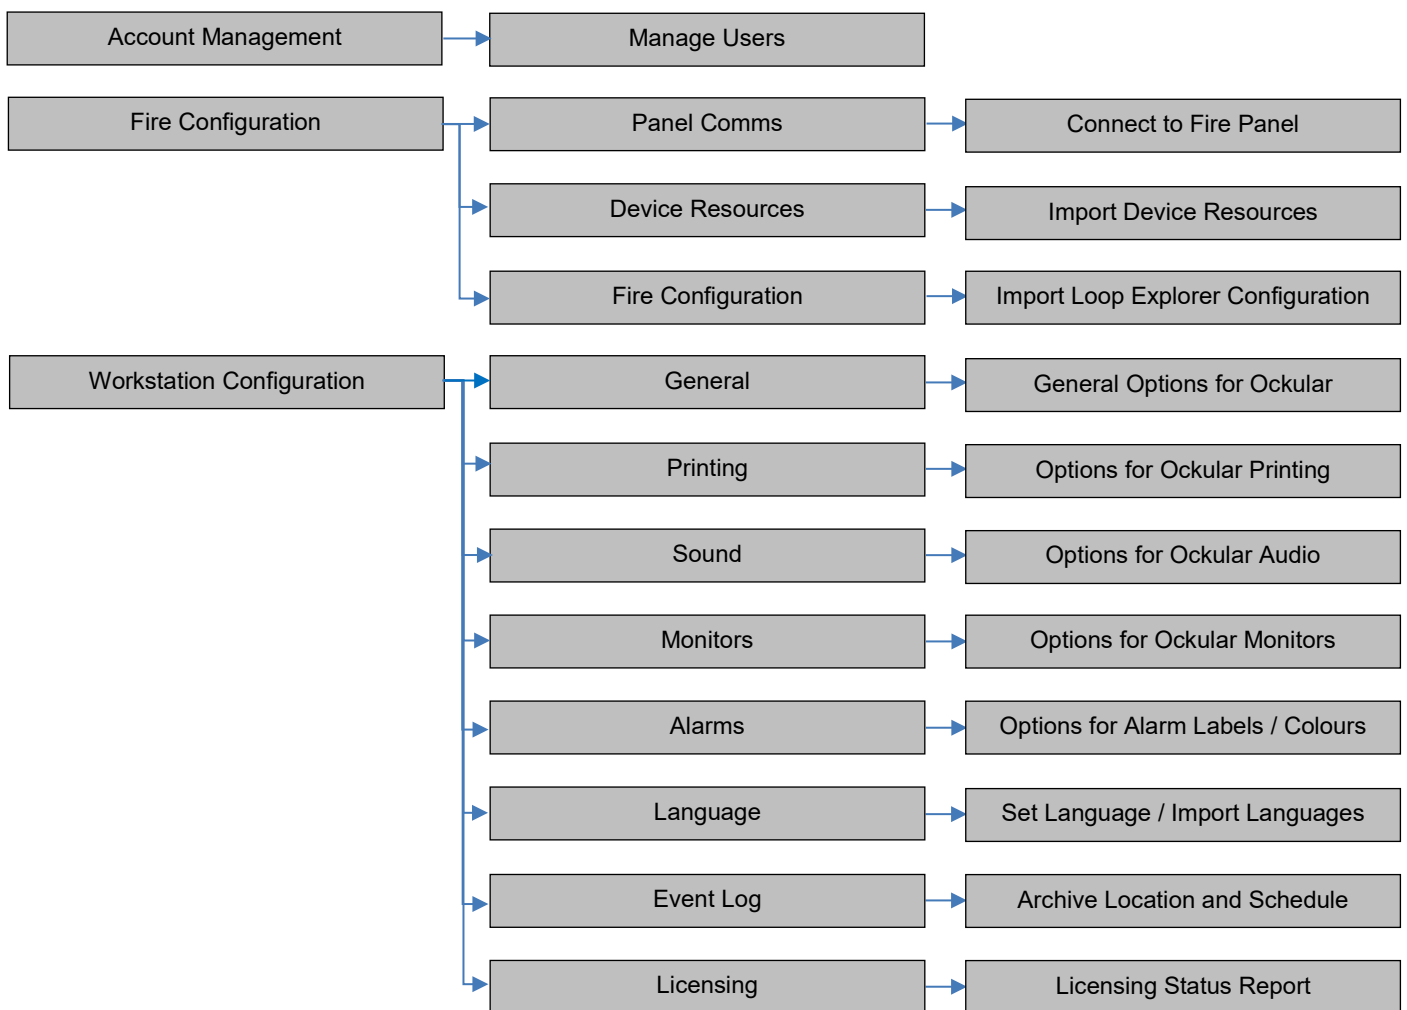 Account Management
Manage Users
Fire Configuration
Panel Comms
Connect to Fire Panel
Device Resources
Import Device Resources
Fire Configuration
Import Loop Explorer Configuration
Workstation Configuration
General
General Options for Ockular
Printing
Options for Ockular Printing
Sound
Options for Ockular Audio
Monitors
Options for Ockular Monitors
Alarms
Options for Alarm Labels / Colours
Language
Set Language / Import Languages
Event Log
Archive Location and Schedule
Licensing
Licensing Status Report